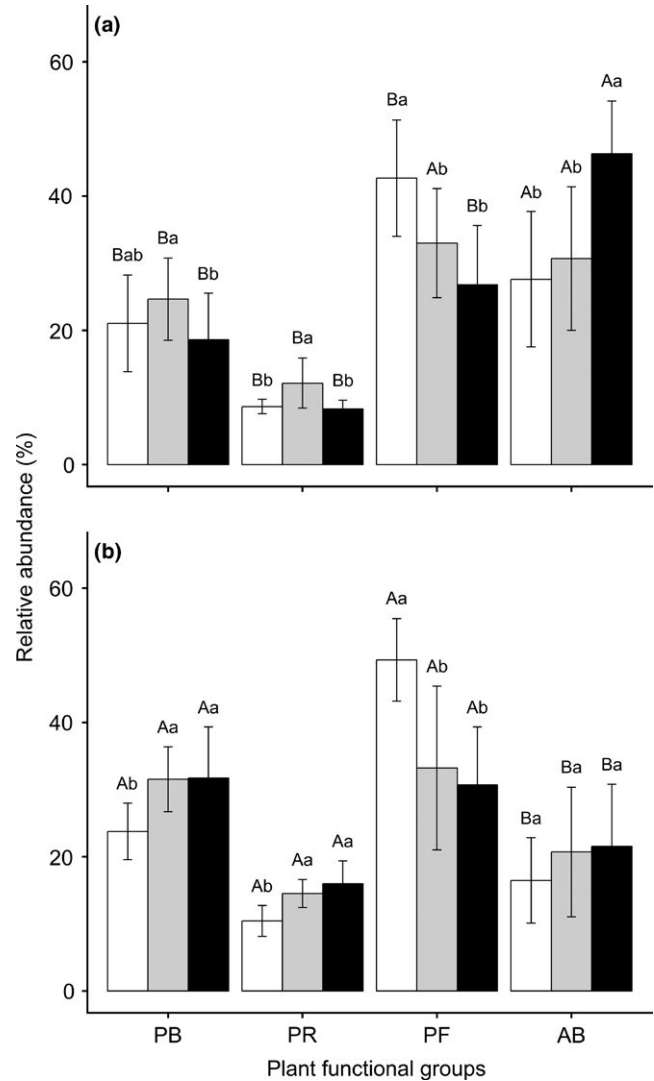 (a)
60
40
20
0
Bab Ba Bb
Bb Ba Bb
Ba Ab Bb
Ab Ab Aa
Relative abundance (%)
(b)
60
40
20
0
Ab Aa Aa
Ab Aa Aa
Aa Ab Ab
Ba Ba Ba
PB PR PF AB
Plant functional groups